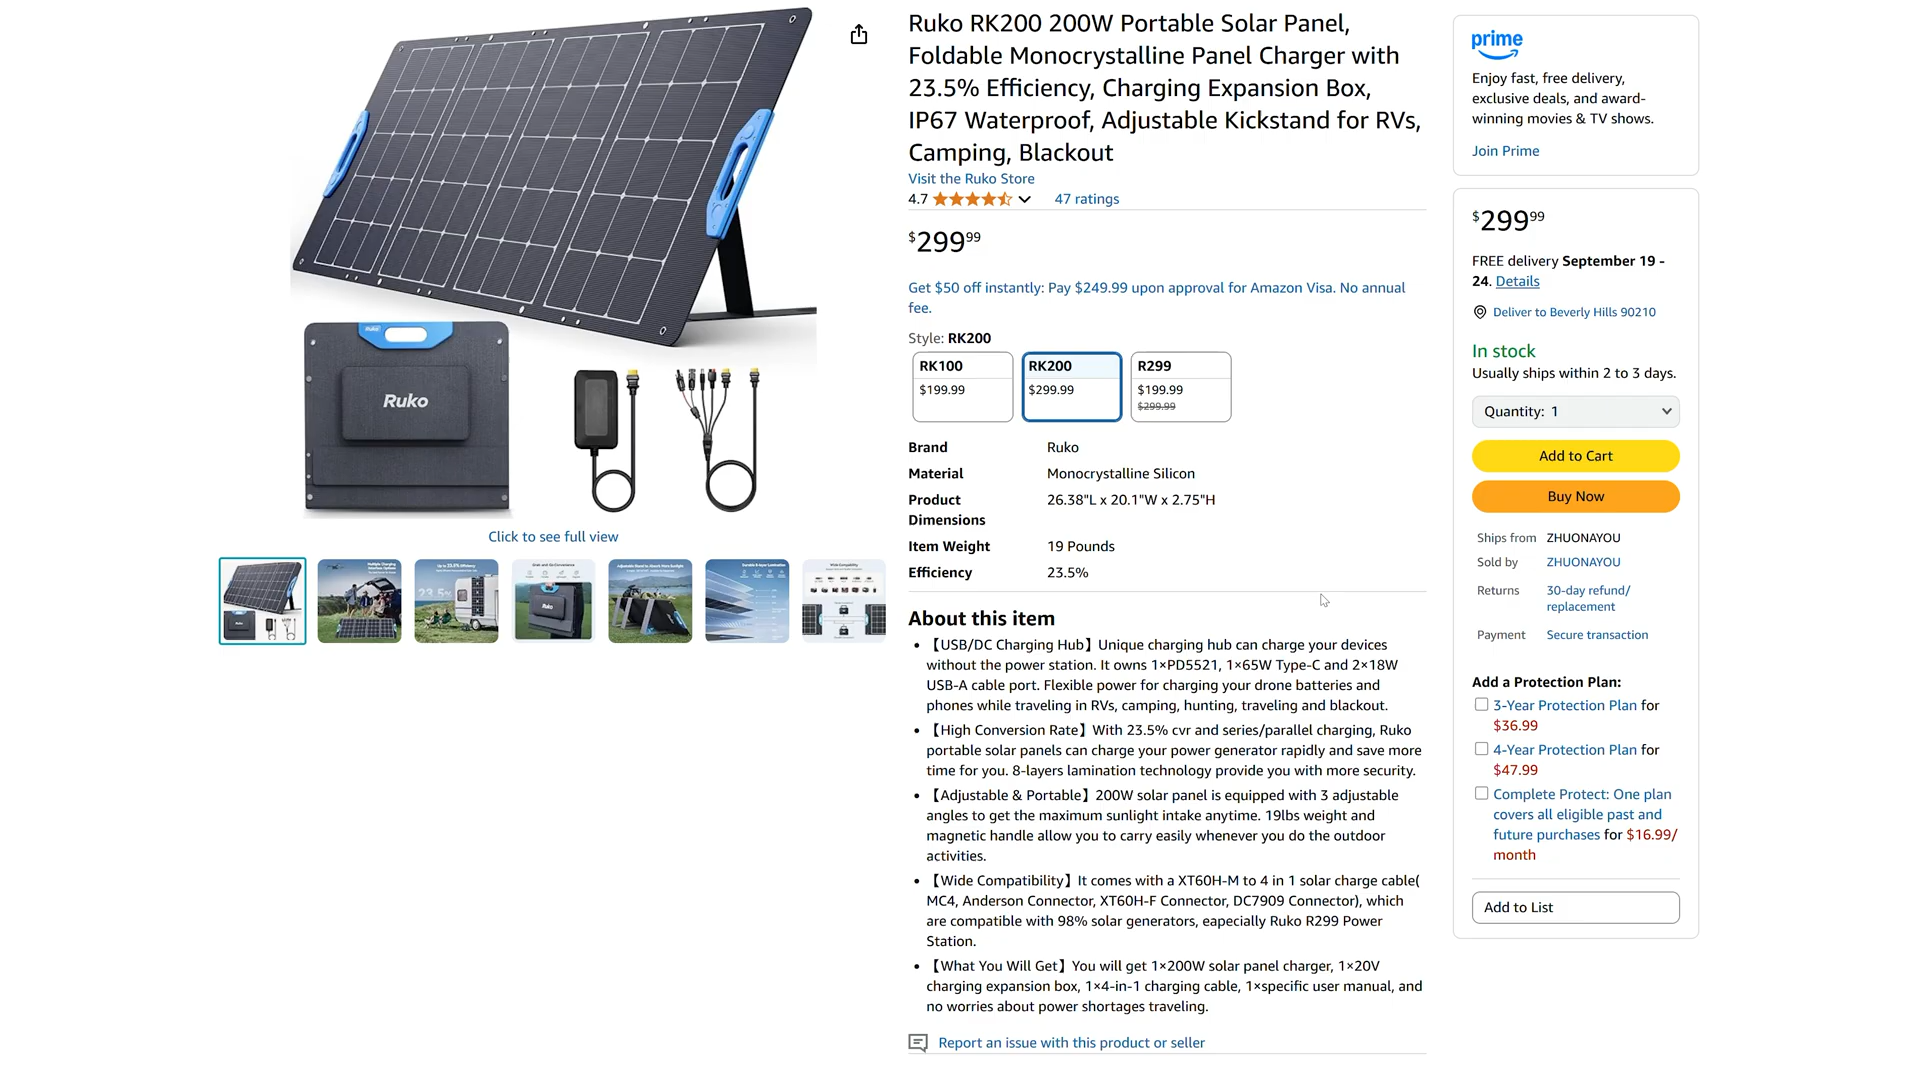 Ruko RK200 200W Portable Solar Panel,
Foldable Monocrystalline Panel Charger with
23.5% Efficiency, Charging Expansion Box,
IP67 Waterproof, Adjustable Kickstand for RVs,
Camping, Blackout
Visit the Ruko Store
4.7
47 ratings
$299.99
Get $50 off instantly: Pay $249.99 upon approval for Amazon Visa. No annual
fee.
Style: RK200
RK100
$199.99
RK200
$299.99
R299
$199.99
$299.99
Brand Ruko
Material Monocrystalline Silicon
Product 26.38"L x 20.1"W x 2.75"H
Dimensions
Item Weight 19 Pounds
Efficiency 23.5%
About this item
• 【USB/DC Charging Hub】Unique charging hub can charge your devices
without the power station. It owns 1×PD5521, 1×65W Type-C and 2×18W
USB-A cable port. Flexible power for charging your drone batteries and
phones while traveling in RVs, camping, hunting, traveling and blackout.
• 【High Conversion Rate】With 23.5% cvr and series/parallel charging, Ruko
portable solar panels can charge your power generator rapidly and save more
time for you. 8-layers lamination technology provide you with more security.
• 【Adjustable & Portable】200W solar panel is equipped with 3 adjustable
angles to get the maximum sunlight intake anytime. 19lbs weight and
magnetic handle allow you to carry easily whenever you do the outdoor
activities.
• 【Wide Compatibility】It comes with a XT60H-M to 4 in 1 solar charge cable(
MC4, Anderson Connector, XT60H-F Connector, DC7909 Connector), which
are compatible with 98% solar generators, eapecially Ruko R299 Power
Station.
• 【What You Will Get】You will get 1×200W solar panel charger, 1×20V
charging expansion box, 1×4-in-1 charging cable, 1×specific user manual, and
no worries about power shortages traveling.
Report an issue with this product or seller
Ruko
Ruko
Click to see full view
Up to 23.5% Efficiency
23.5%
Wide Compatibility
prime
Enjoy fast, free delivery,
exclusive deals, and award-
winning movies & TV shows.
Join Prime
$299.99
FREE delivery September 19 -
24. Details
Deliver to Beverly Hills 90210
In stock
Usually ships within 2 to 3 days.
Quantity: 1
Add to Cart
Buy Now
Ships from ZHUONAYOU
Sold by ZHUONAYOU
Returns 30-day refund/
replacement
Payment Secure transaction
Add a Protection Plan:
3-Year Protection Plan for
$36.99
4-Year Protection Plan for
$47.99
Complete Protect: One plan
covers all eligible past and
future purchases for $16.99/
month
Add to List